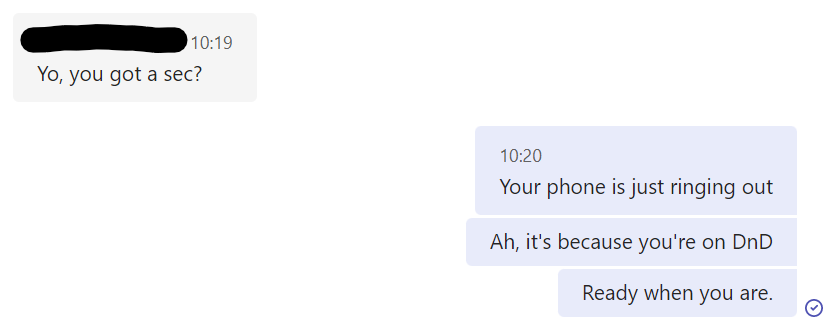 10:19
Yo, you got a sec?
10:20
Your phone is just ringing out
Ah, it's because you're on DnD
Ready when you are.